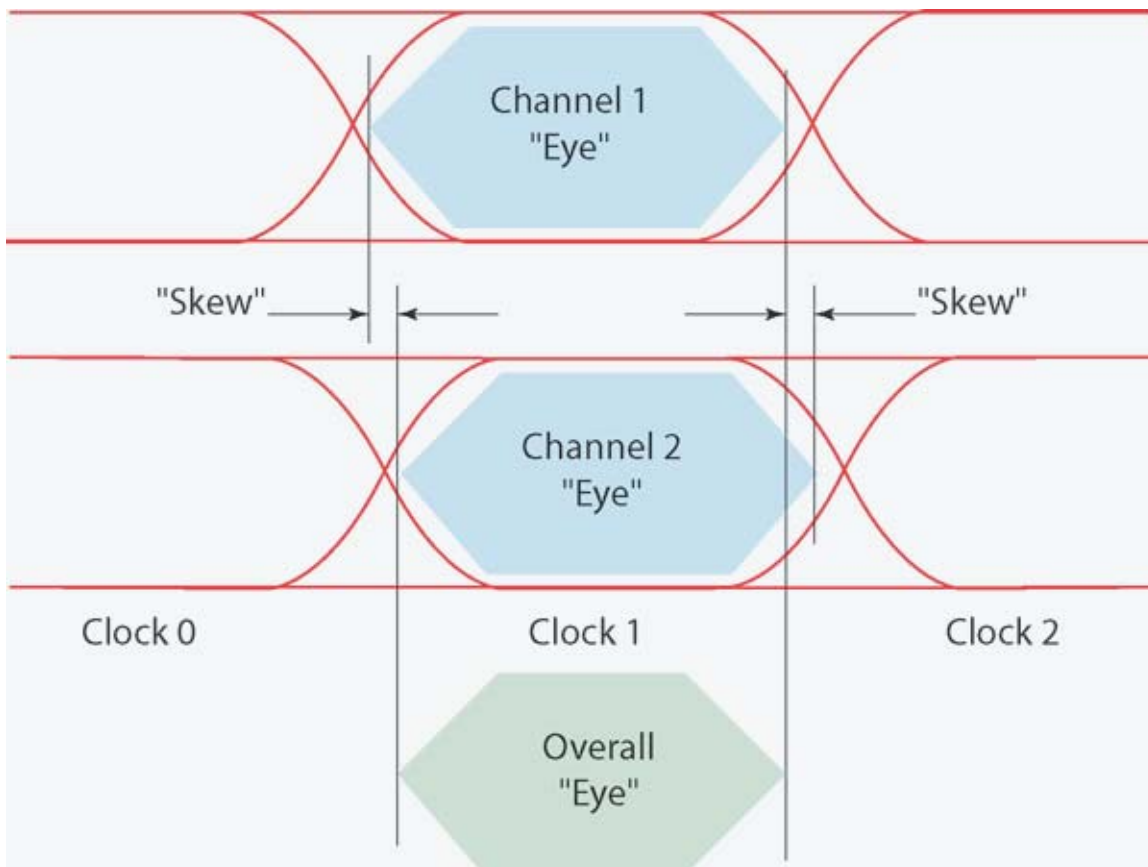 Channel 1
"Eye"
"Skew"
"Skew"
Channel 2
"Eye"
Clock 0
Clock 1
Clock 2
Overall
"Eye"